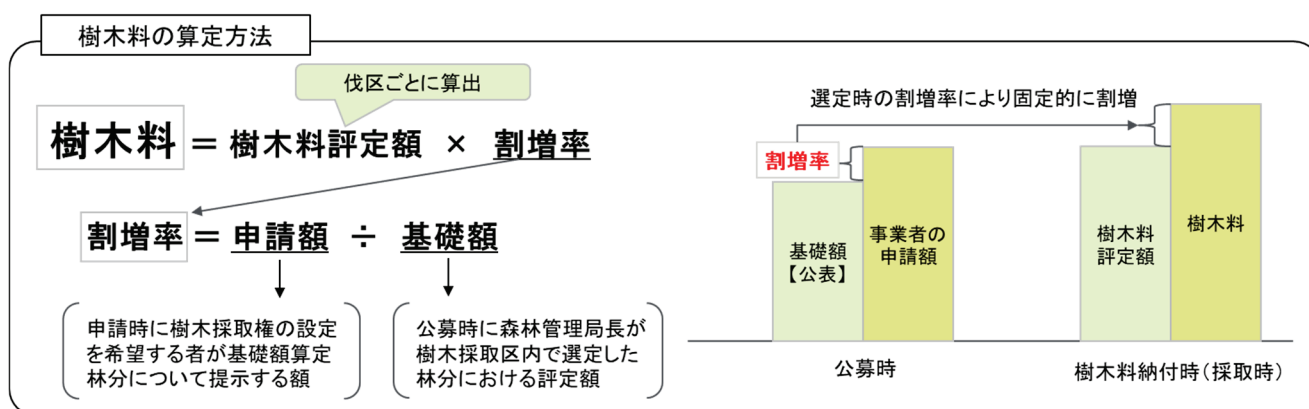 樹木料の算定方法
伐区ごとに算出
樹木料 ＝ 樹木料評定額 × 割増率
割増率 ＝ 申請額 ÷ 基礎額
申請時に樹木採取権の設定
を希望する者が基礎額算定
林分について提示する額
公募時に森林管理局長が
樹木採取区内で選定した
林分における評定額
選定時の割増率により固定的に割増
割増率
基礎額
【公表】
事業者の
申請額
樹木料
評定額
樹木料
公募時
樹木料納付時（採取時）